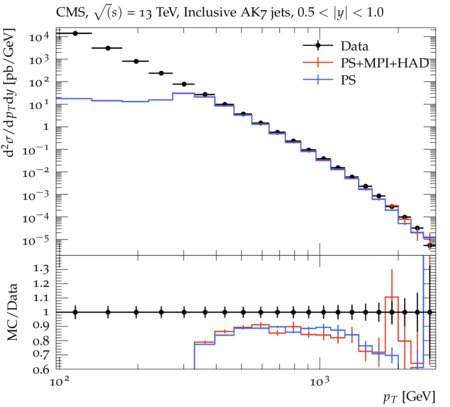 CMS, √(s) = 13 TeV, Inclusive AK7 jets, 0.5 < |y| < 1.0
d²σ/dp_T dy [pb/GeV]
10⁴
10³
10²
10¹
1
10⁻¹
10⁻²
10⁻³
10⁻⁴
10⁻⁵
Data
PS+MPI+HAD
PS
MC/Data
1.3
1.2
1.1
1
0.9
0.8
0.7
0.6
10²
10³
p_T [GeV]